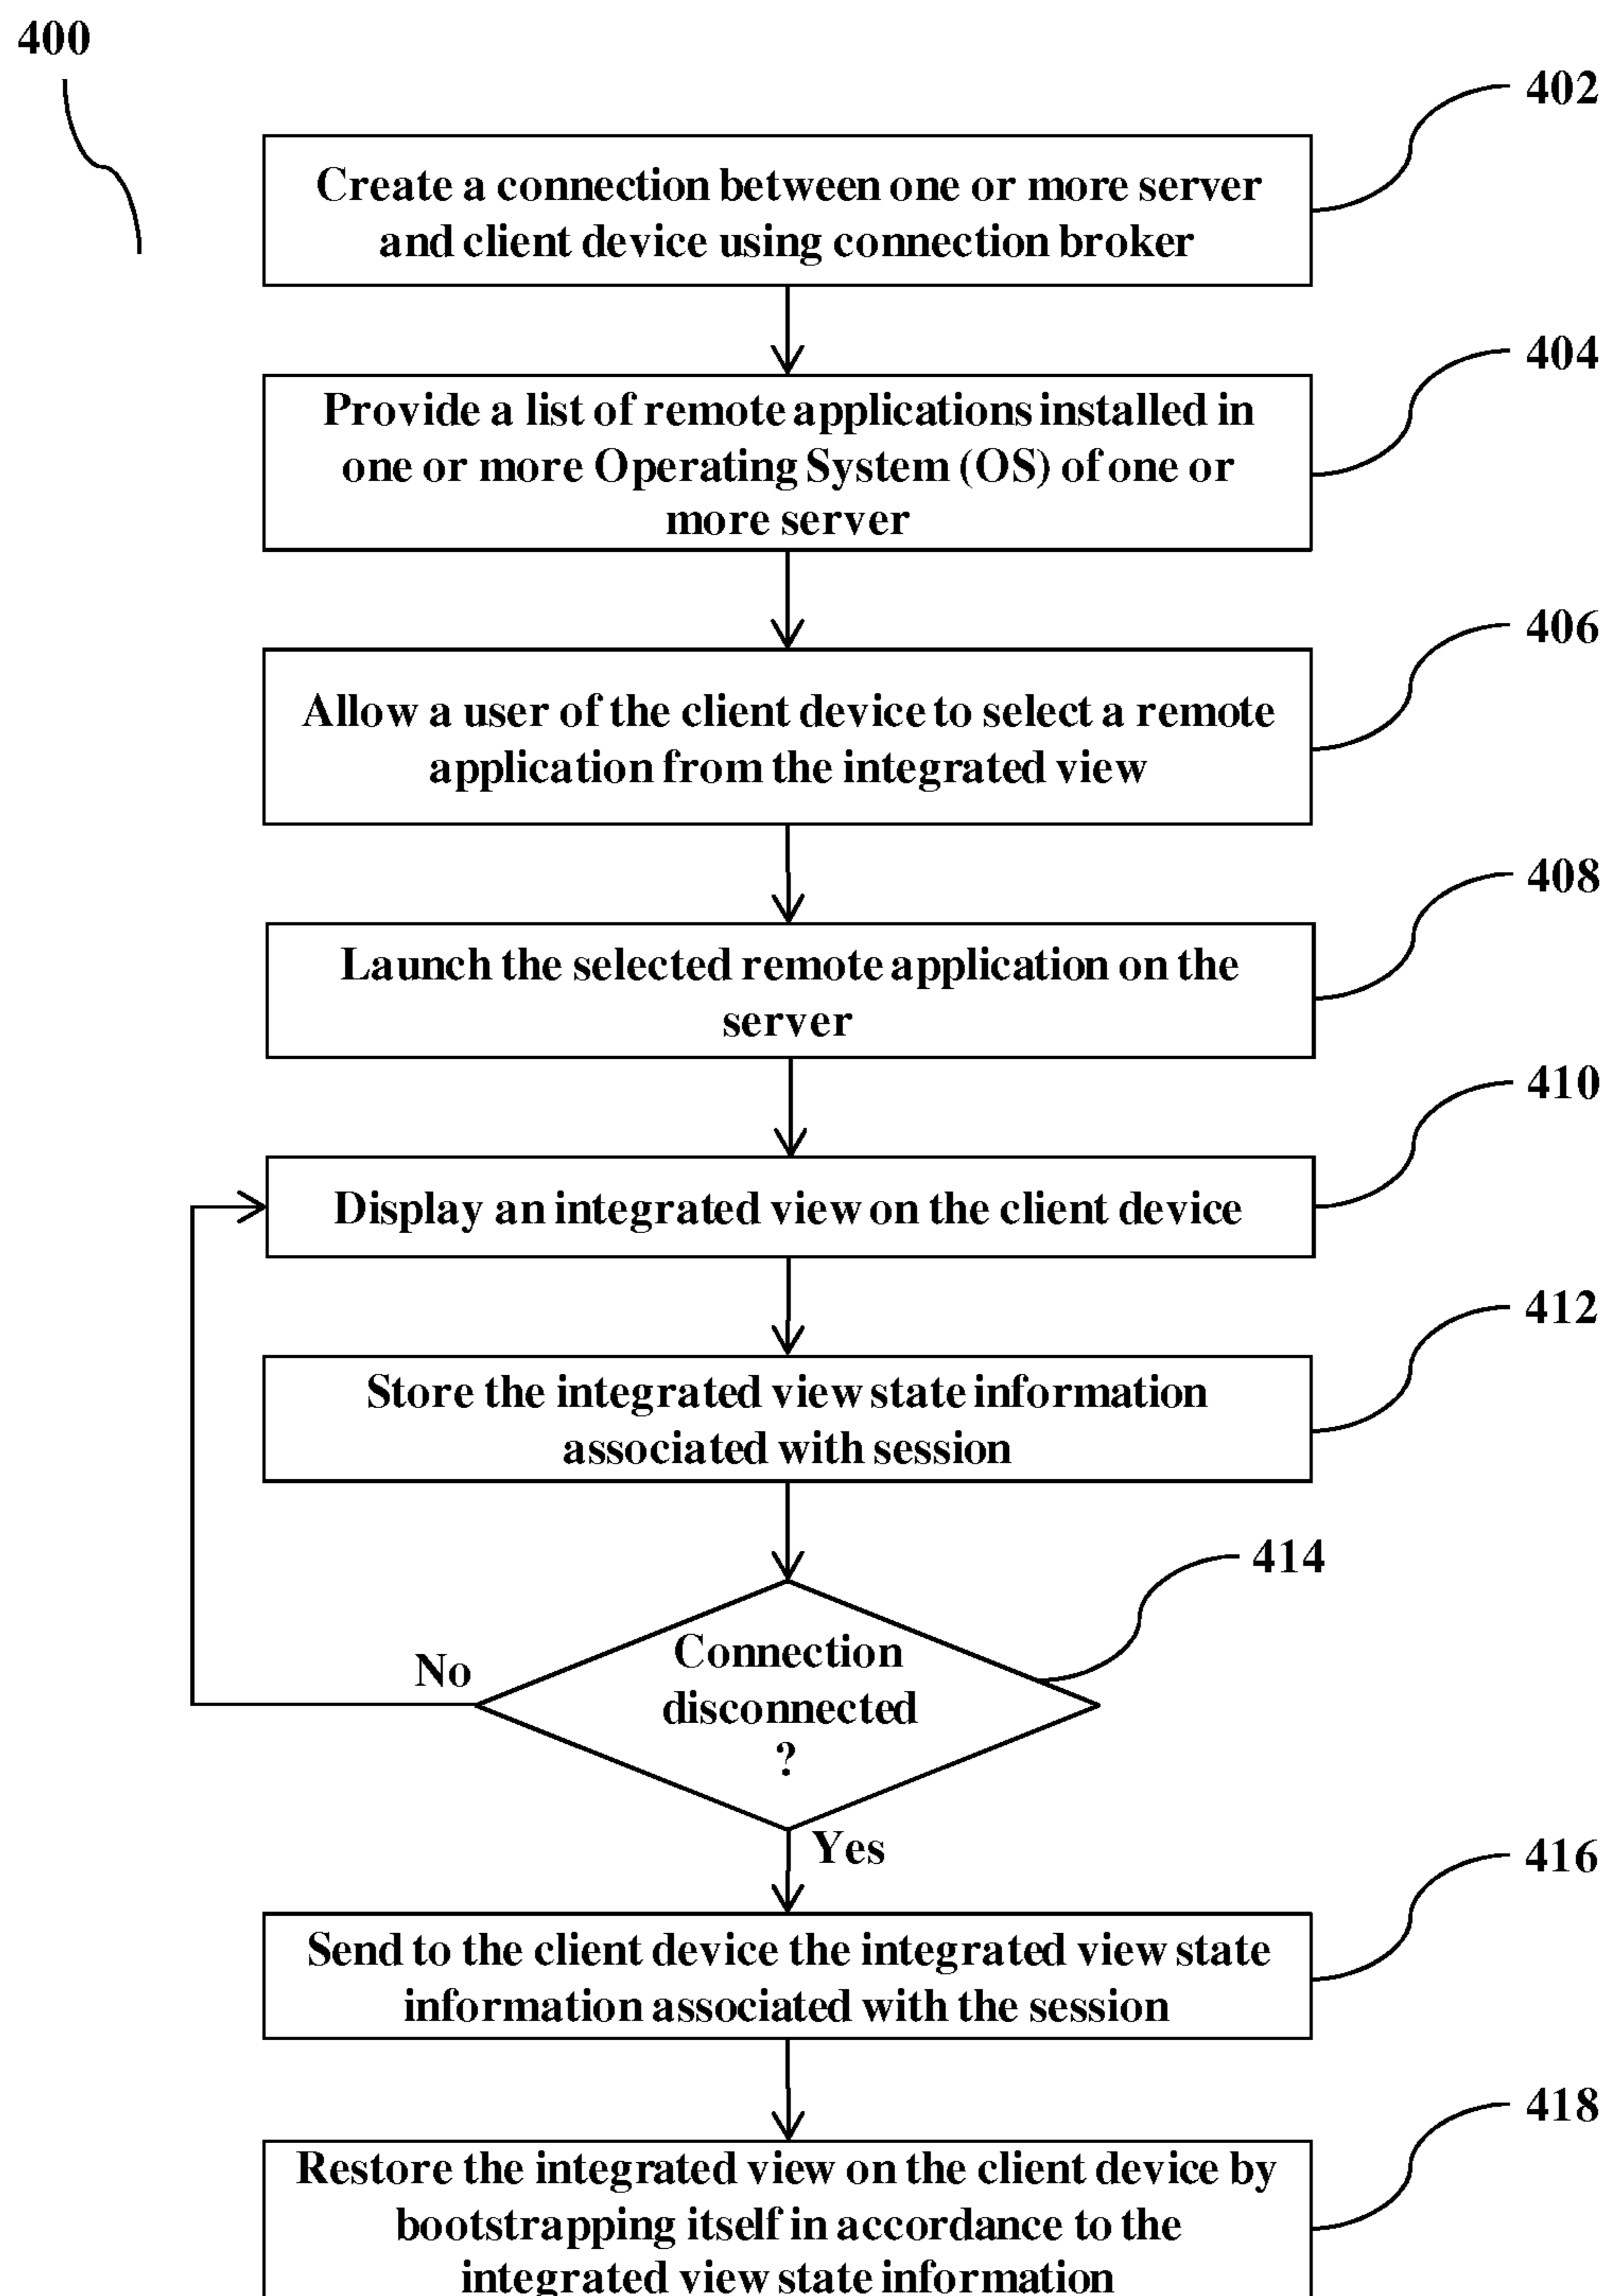 400
402
Create a connection between one or more server
and client device using connection broker
404
Provide a list of remote applications installed in
one or more Operating System (OS) of one or
more server
406
Allow a user of the client device to select a remote
application from the integrated view
408
Launch the selected remote application on the
server
410
Display an integrated view on the client device
412
Store the integrated view state information
associated with session
414
Connection
disconnected
?
No
Yes
416
Send to the client device the integrated view state
information associated with the session
418
Restore the integrated view on the client device by
bootstrapping itself in accordance to the
integrated view state information